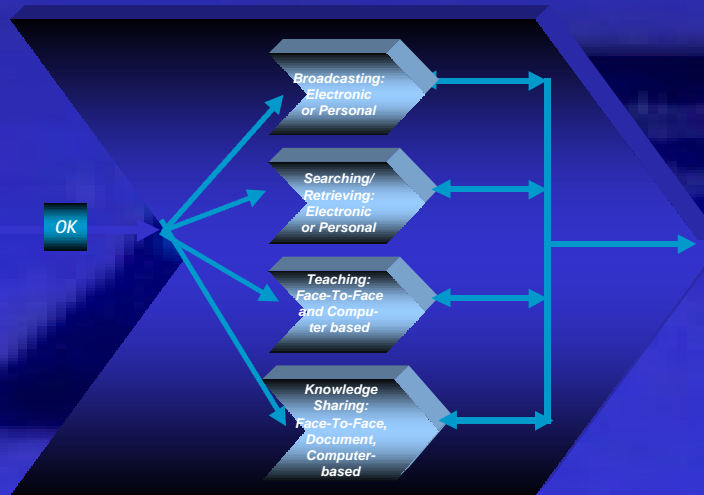 OK
Broadcasting:
Electronic
or Personal
Searching/
Retrieving:
Electronic
or Personal
Teaching:
Face-To-Face
and Compu-
ter based
Knowledge
Sharing:
Face-To-Face,
Document,
Computer-
based